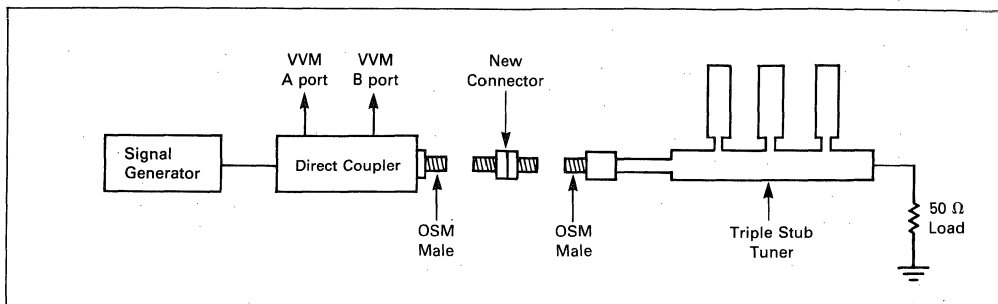 VVM
A port
VVM
B port
New
Connector
Signal
Generator
Direct Coupler
OSM
Male
OSM
Male
Triple Stub
Tuner
50 Ω
Load